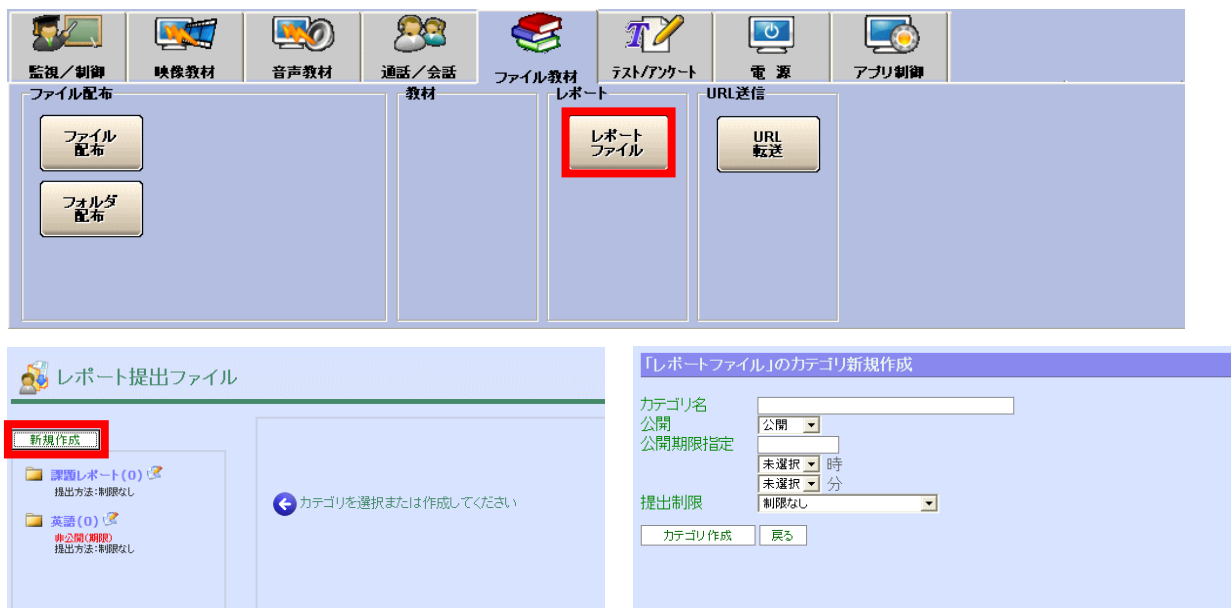 監視／制御
映像教材
音声教材
通話／会話
ファイル教材
テスト/アンケート
電 源
アプリ制御
ファイル配布
教材
レポート
URL送信
ファイル
配布
レポート
ファイル
URL
転送
フォルダ
配布
レポート提出ファイル
新規作成
課題レポート(0)
提出方法:制限なし
英語(0)
非公開(期限)
提出方法:制限なし
カテゴリを選択または作成してください
「レポートファイル」のカテゴリ新規作成
カテゴリ名
公開 公開
公開期限指定
未選択 時
未選択 分
提出制限 制限なし
カテゴリ作成 戻る